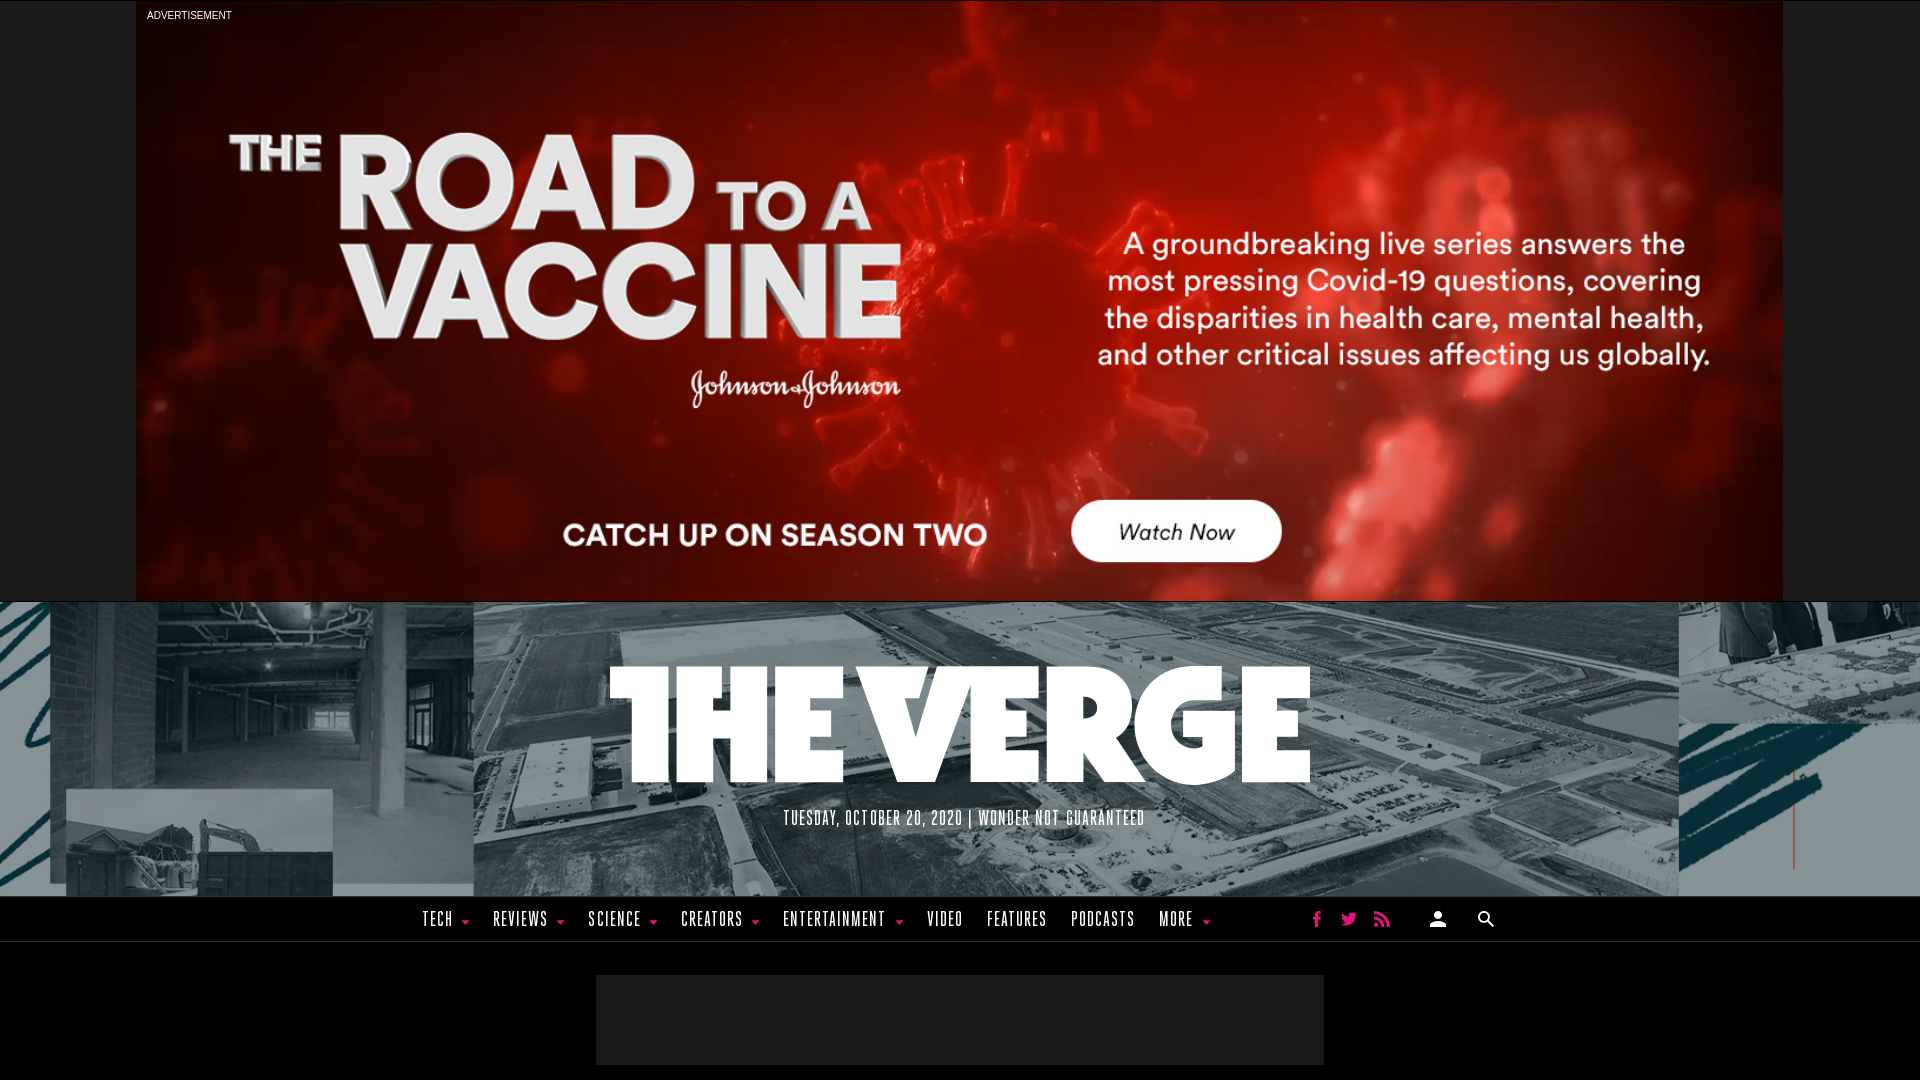 ADVERTISEMENT
THE ROAD TO A
VACCINE
Johnson & Johnson
A groundbreaking live series answers the
most pressing Covid-19 questions, covering
the disparities in health care, mental health,
and other critical issues affecting us globally.
CATCH UP ON SEASON TWO
Watch Now
THE VERGE
TUESDAY, OCTOBER 20, 2020 | WONDER NOT GUARANTEED
TECH REVIEWS SCIENCE CREATORS ENTERTAINMENT VIDEO FEATURES PODCASTS MORE